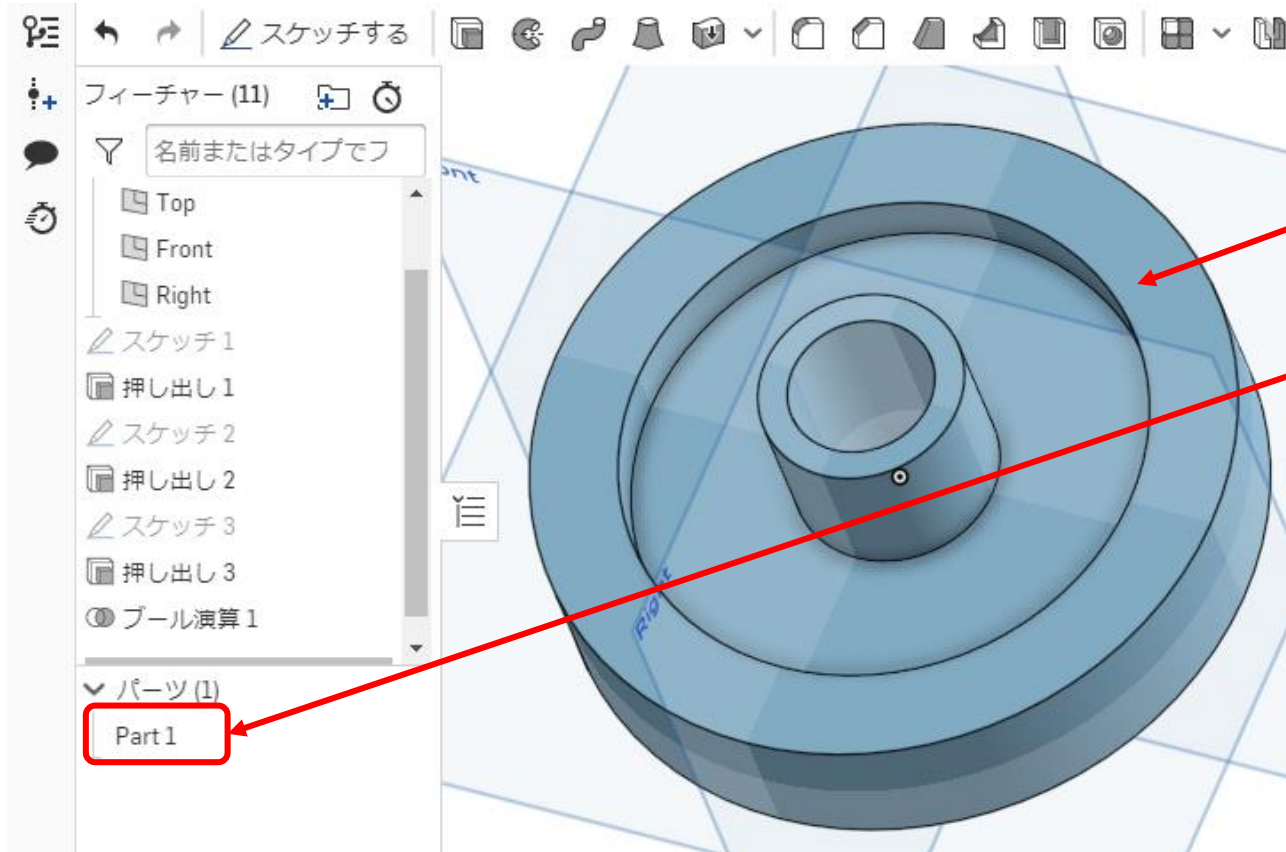 スケッチする
フィーチャー (11)
名前またはタイプでフ
Top
Front
Right
スケッチ 1
押し出し 1
スケッチ 2
押し出し 2
スケッチ 3
押し出し 3
ブール演算 1
パーツ (1)
Part 1
ont
Right